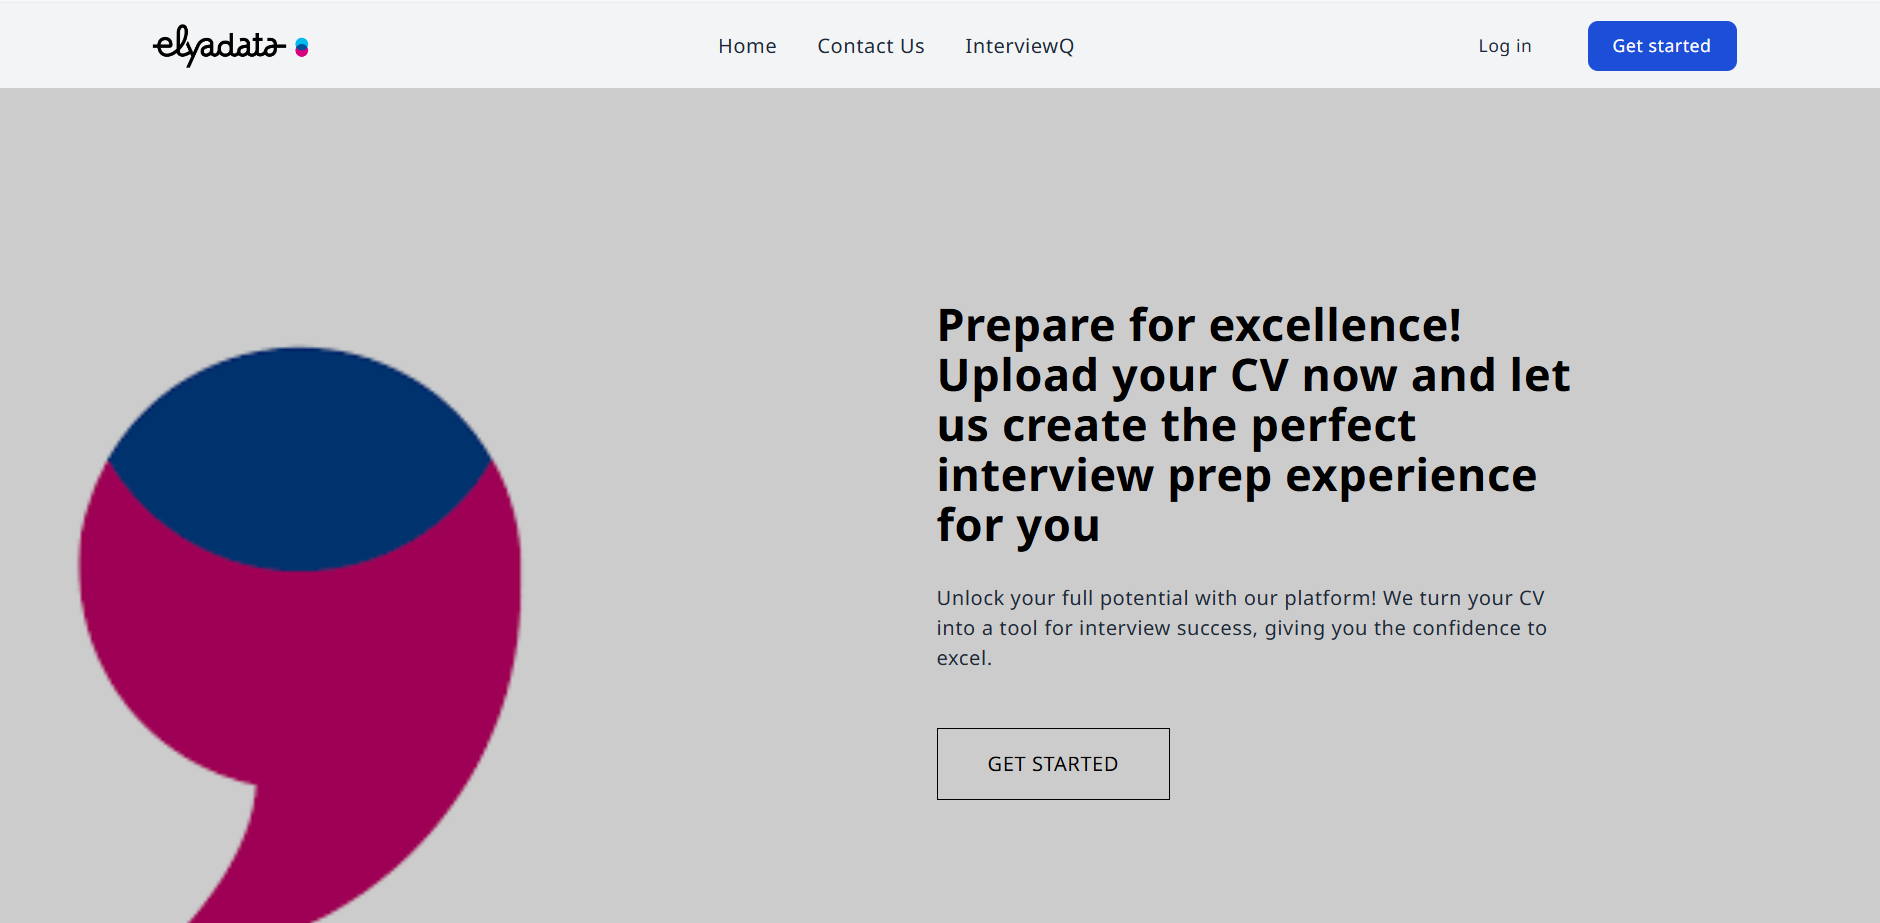 elyadata
Home
Contact Us
InterviewQ
Log in
Get started
Prepare for excellence!
Upload your CV now and let
us create the perfect
interview prep experience
for you
Unlock your full potential with our platform! We turn your CV
into a tool for interview success, giving you the confidence to
excel.
GET STARTED